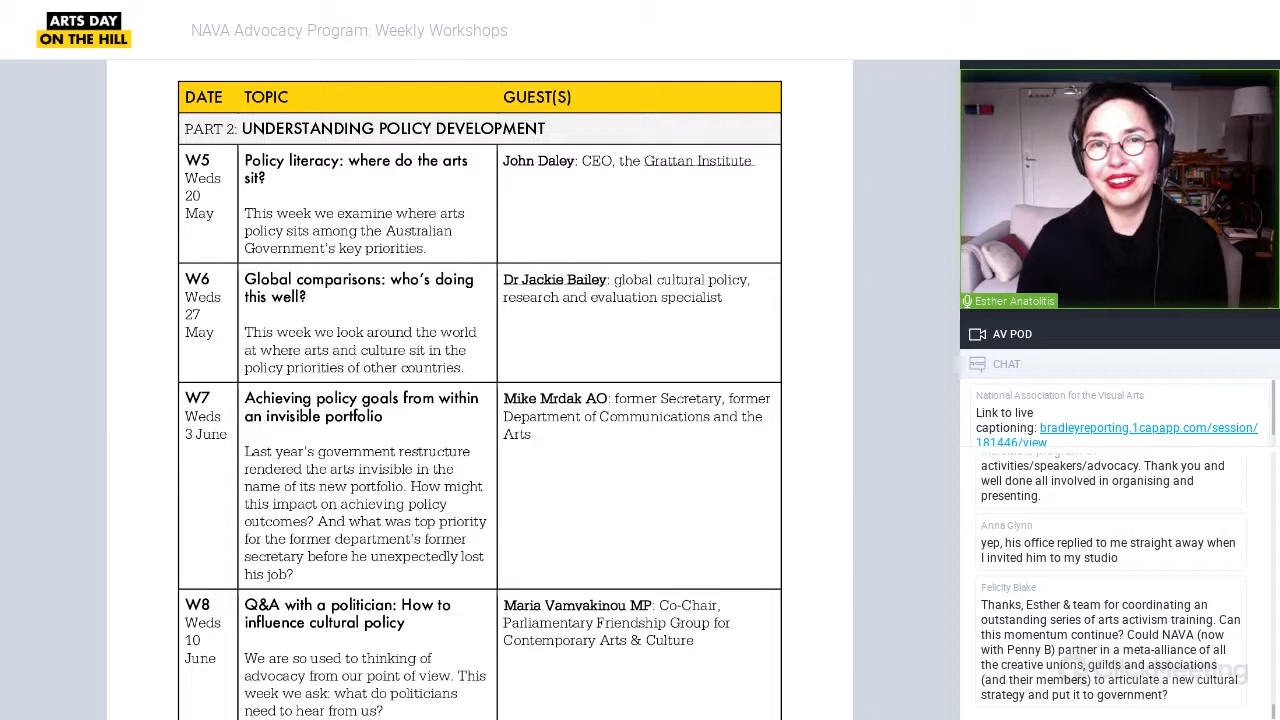 ARTS DAY
ON THE HILL
NAVA Advocacy Program: Weekly Workshops
DATE TOPIC GUEST(S)
PART 2: UNDERSTANDING POLICY DEVELOPMENT
W5
Weds
20
May
Policy literacy: where do the arts
sit?
This week we examine where arts
policy sits among the Australian
Government's key priorities.
John Daley: CEO, the Grattan Institute
W6
Weds
27
May
Global comparisons: who's doing
this well?
This week we look around the world
at where arts and culture sit in the
policy priorities of other countries.
Dr Jackie Bailey: global cultural policy,
research and evaluation specialist
W7
Weds
3 June
Achieving policy goals from within
an invisible portfolio
Last year's government restructure
rendered the arts invisible in the
name of its new portfolio. How might
this impact on achieving policy
outcomes? And what was top priority
for the former department's former
secretary before he unexpectedly lost
his job?
Mike Mrdak AO: former Secretary, former
Department of Communications and the
Arts
W8
Weds
10
June
Q&A with a politician: How to
influence cultural policy
We are so used to thinking of
advocacy from our point of view. This
week we ask: what do politicians
need to hear from us?
Maria Vamvakinou MP: Co-Chair,
Parliamentary Friendship Group for
Contemporary Arts & Culture
Esther Anatolitis
AV POD
CHAT
National Association for the Visual Arts
Link to live
captioning: bradleyreporting.1capapp.com/session/
181446/view
incredible program of
activities/speakers/advocacy. Thank you and
well done all involved in organising and
presenting.
Anna Glynn
yep, his office replied to me straight away when
I invited him to my studio
Felicity Blake
Thanks, Esther & team for coordinating an
outstanding series of arts activism training. Can
this momentum continue? Could NAVA (now
with Penny B) partner in a meta-alliance of all
the creative unions, guilds and associations
(and their members) to articulate a new cultural
strategy and put it to government?
ClickMeeting